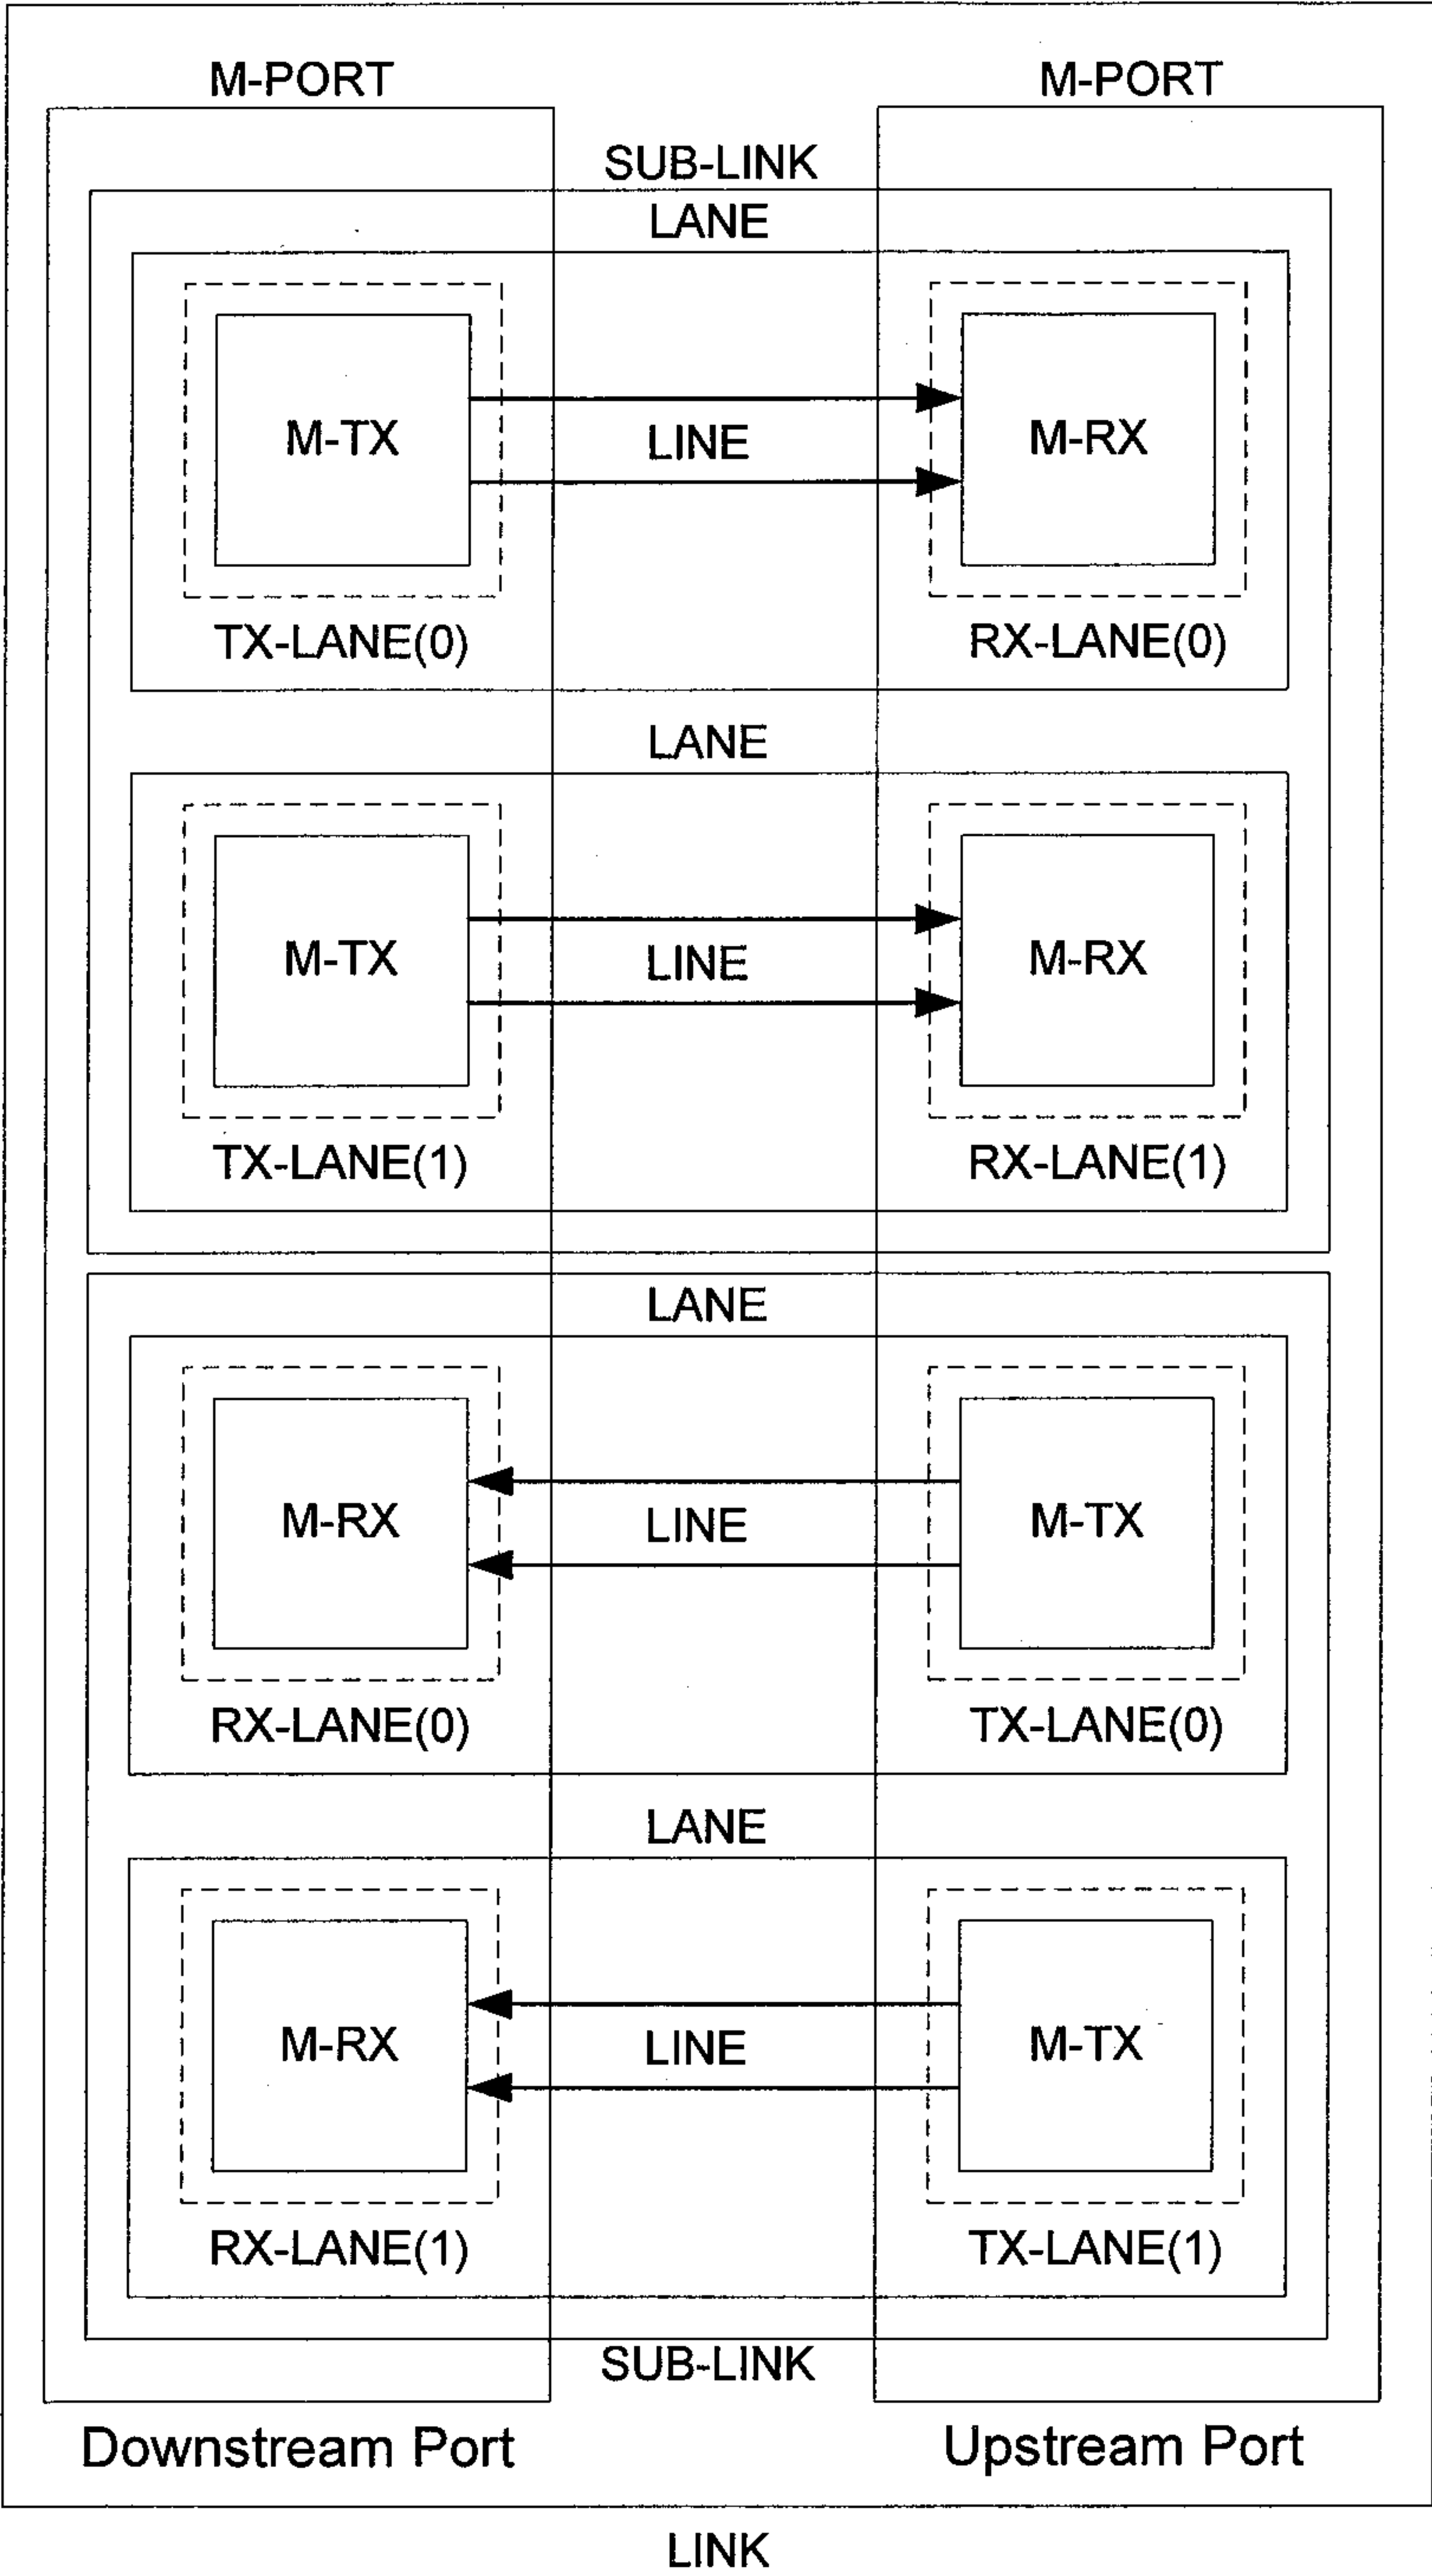 M-PORT M-PORT
SUB-LINK
LANE
M-TX LINE M-RX
TX-LANE(0) RX-LANE(0)
LANE
M-TX LINE M-RX
TX-LANE(1) RX-LANE(1)
LANE
M-RX LINE M-TX
RX-LANE(0) TX-LANE(0)
LANE
M-RX LINE M-TX
RX-LANE(1) TX-LANE(1)
SUB-LINK
Downstream Port Upstream Port
LINK